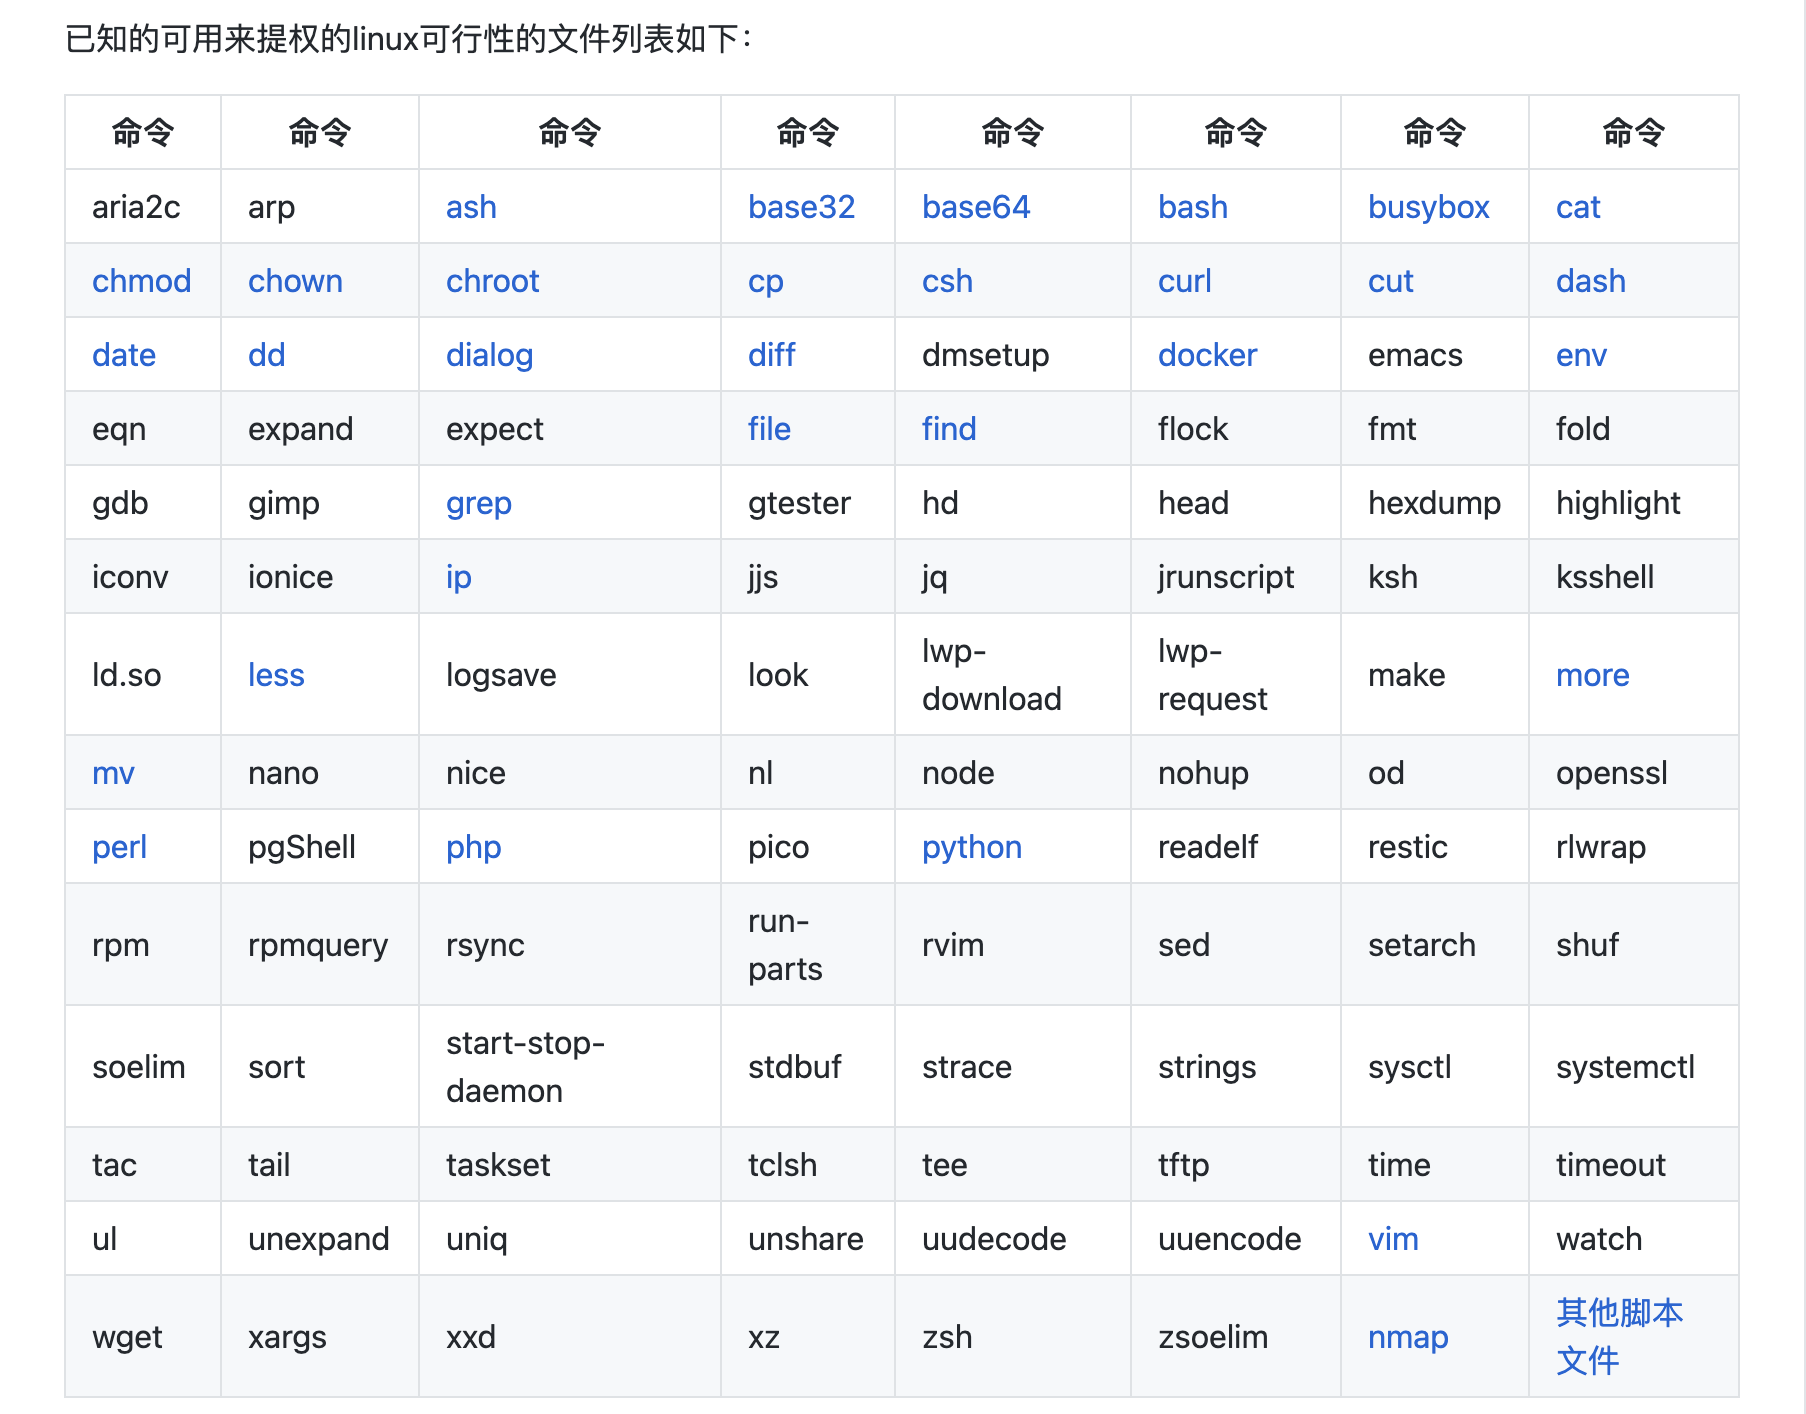 已知的可用来提权的linux可行性的文件列表如下：
命令 命令 命令 命令 命令 命令 命令 命令
aria2c arp ash base32 base64 bash busybox cat
chmod chown chroot cp csh curl cut dash
date dd dialog diff dmsetup docker emacs env
eqn expand expect file find flock fmt fold
gdb gimp grep gtester hd head hexdump highlight
iconv ionice ip jjs jq jrunscript ksh ksshell
ld.so less logsave look lwp-download lwp-request make more
mv nano nice nl node nohup od openssl
perl pgShell php pico python readelf restic rlwrap
rpm rpmquery rsync run-parts rvim sed setarch shuf
soelim sort start-stop-daemon stdbuf strace strings sysctl systemctl
tac tail taskset tclsh tee tftp time timeout
ul unexpand uniq unshare uudecode uuencode vim watch
wget xargs xxd xz zsh zsoelim nmap 其他脚本文件